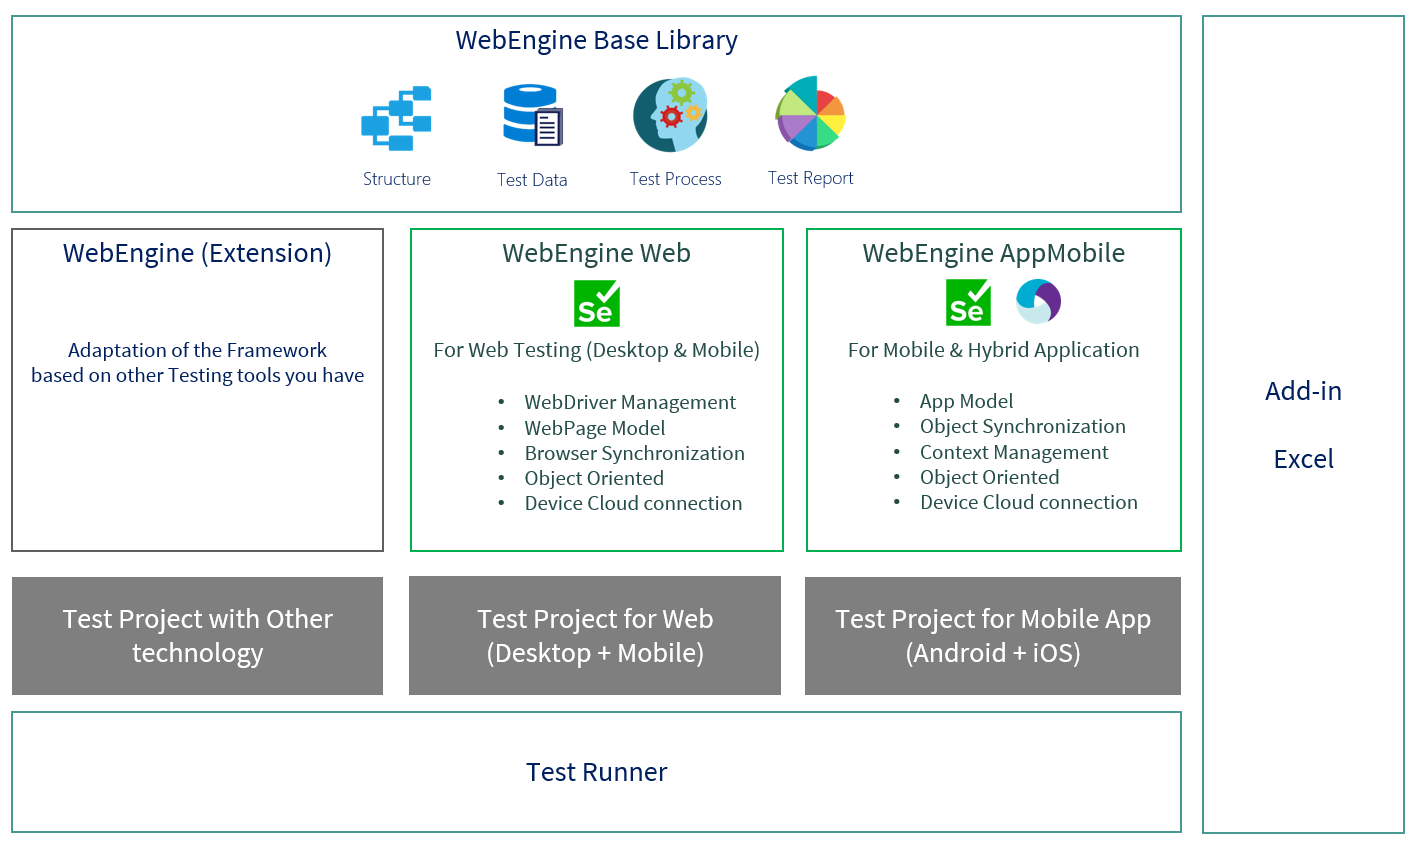 WebEngine Base Library
Structure
Test Data
Test Process
Test Report
WebEngine (Extension)
Adaptation of the Framework
based on other Testing tools you have
WebEngine Web
Se
For Web Testing (Desktop & Mobile)
• WebDriver Management
• WebPage Model
• Browser Synchronization
• Object Oriented
• Device Cloud connection
WebEngine AppMobile
Se
For Mobile & Hybrid Application
• App Model
• Object Synchronization
• Context Management
• Object Oriented
• Device Cloud connection
Test Project with Other
technology
Test Project for Web
(Desktop + Mobile)
Test Project for Mobile App
(Android + iOS)
Test Runner
Add-in
Excel